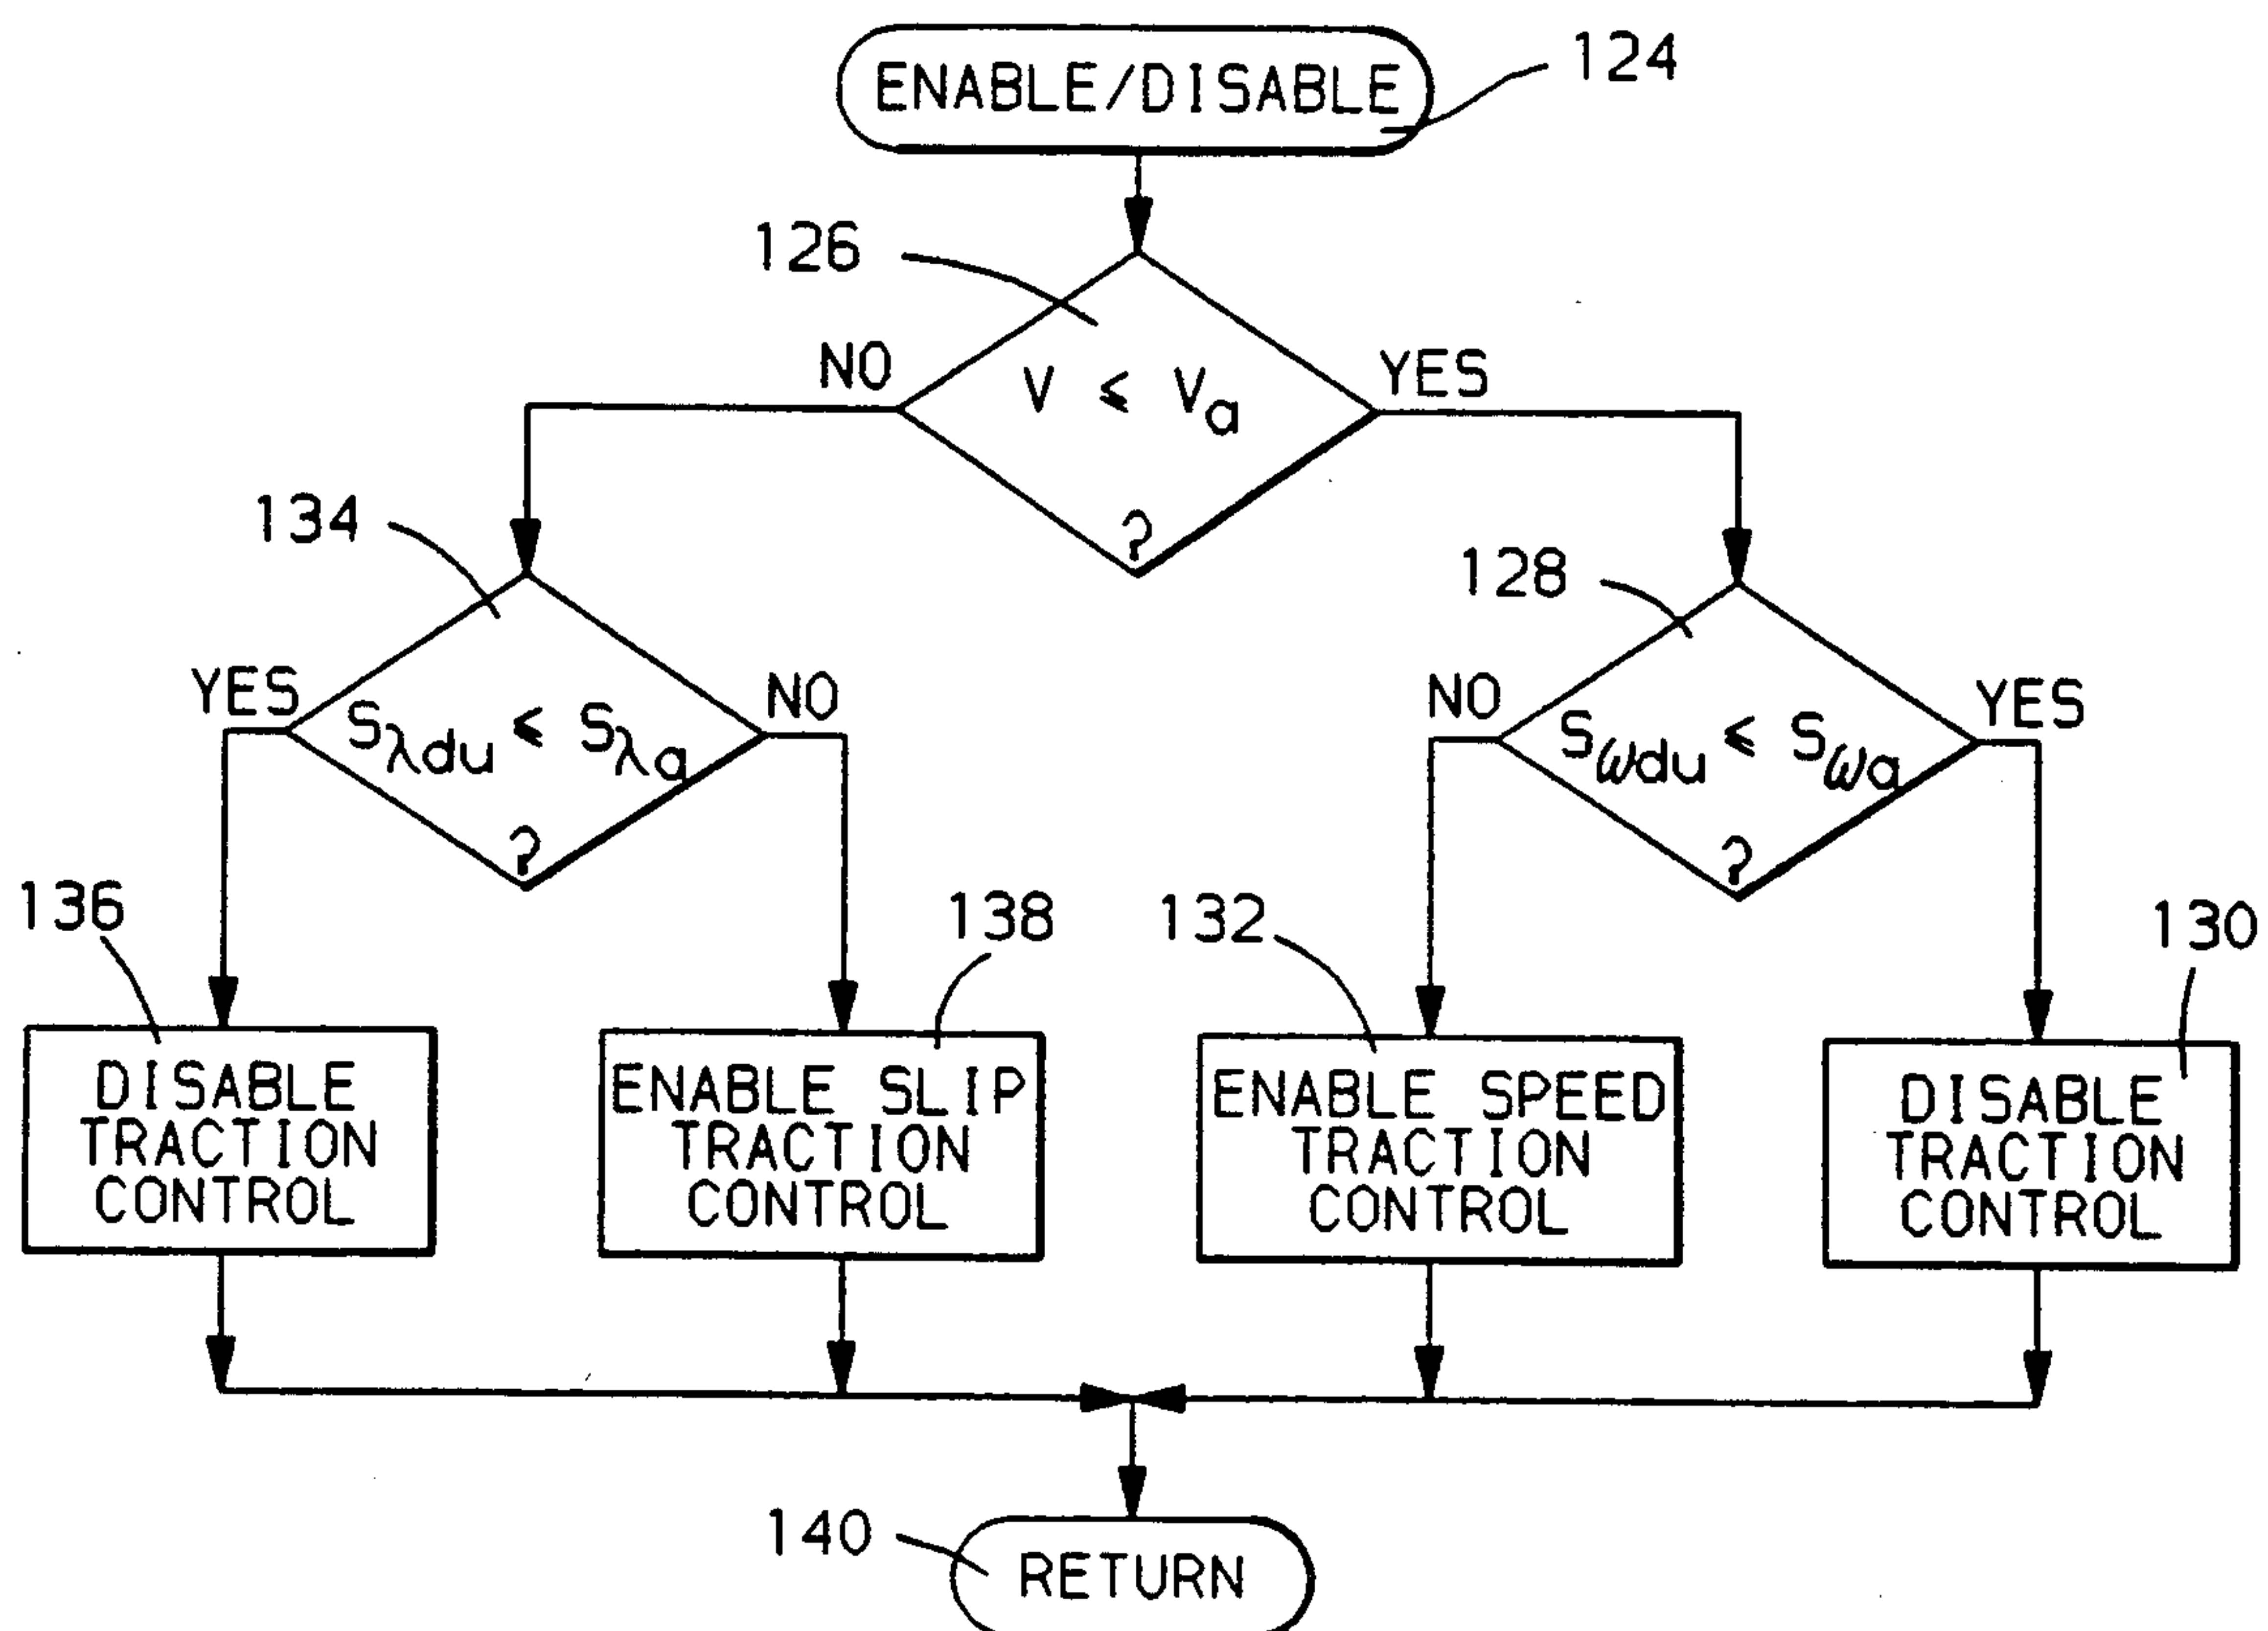 ENABLE/DISABLE
124
126
NO
V ≤ Va
YES
?
134
128
YES
Sλdu ≤ Sλa
NO
?
NO
Sωdu ≤ Sωa
YES
?
136
138
132
130
DISABLE
TRACTION
CONTROL
ENABLE SLIP
TRACTION
CONTROL
ENABLE SPEED
TRACTION
CONTROL
DISABLE
TRACTION
CONTROL
140
RETURN